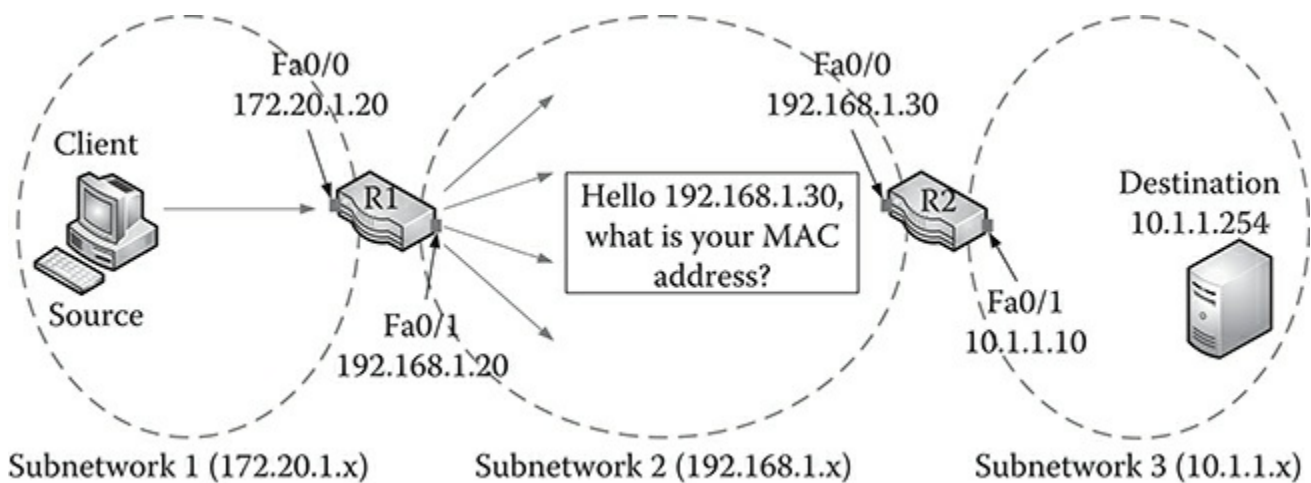 Fa0/0
172.20.1.20
Client
Source
R1
Fa0/1
192.168.1.20
Hello 192.168.1.30,
what is your MAC
address?
Fa0/0
192.168.1.30
R2
Fa0/1
10.1.1.10
Destination
10.1.1.254
Subnetwork 1 (172.20.1.x)
Subnetwork 2 (192.168.1.x)
Subnetwork 3 (10.1.1.x)